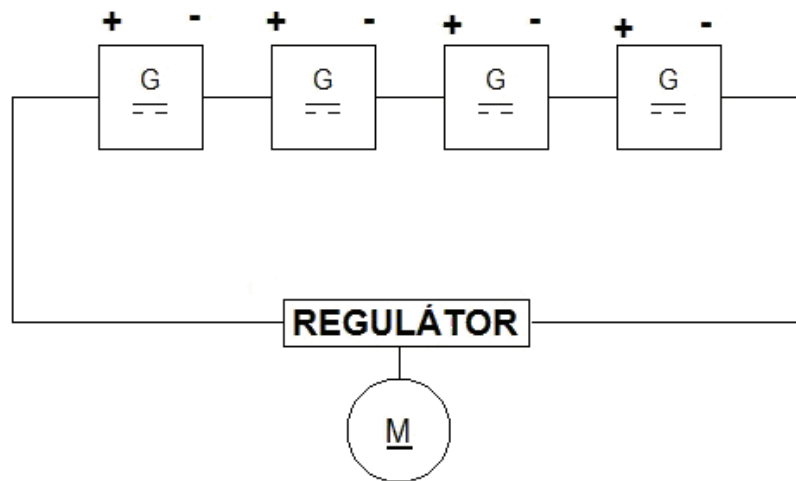 + - + - + - + -
G G G G
REGULÁTOR
M